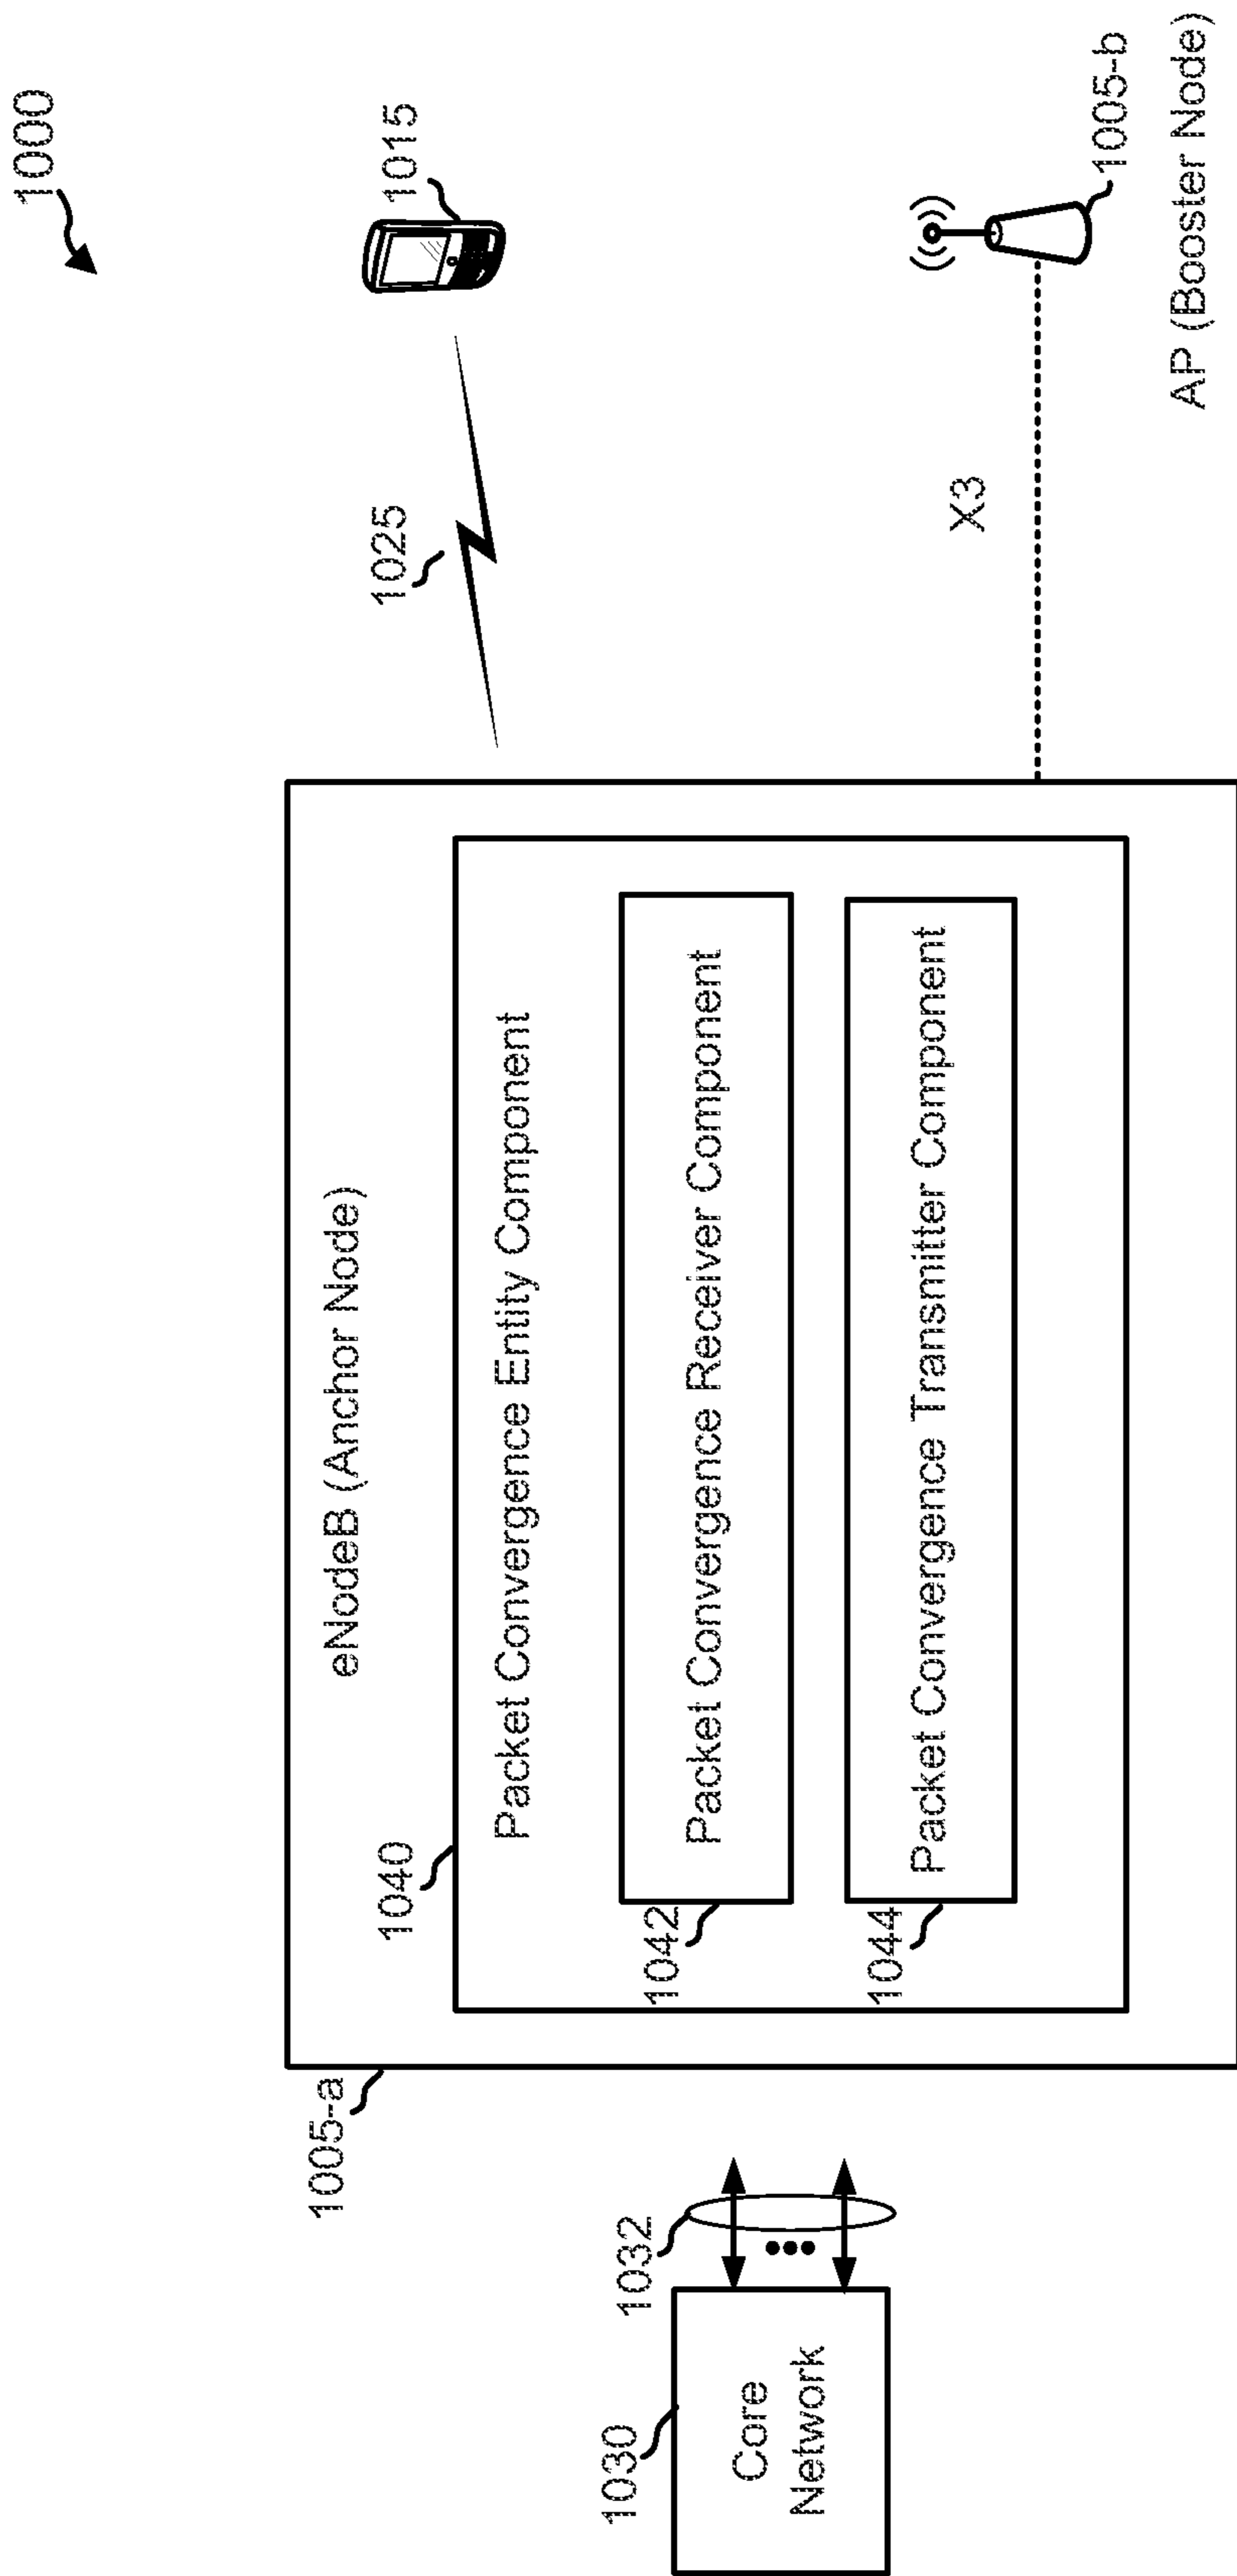 1000
1015
1025
1005-b
AP (Booster Node)
X3
eNodeB (Anchor Node)
1005-a
1040
Packet Convergence Entity Component
1042
Packet Convergence Receiver Component
1044
Packet Convergence Transmitter Component
1032
1030
Core
Network